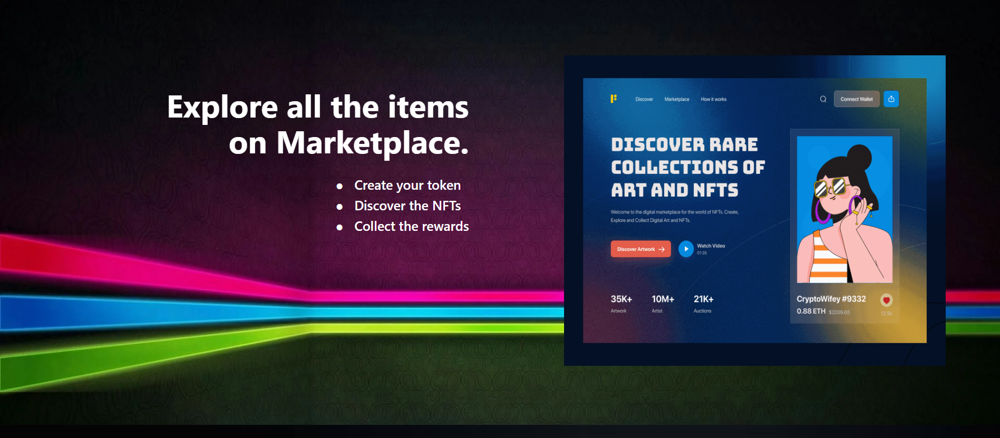 Explore all the items
on Marketplace.
● Create your token
● Discover the NFTs
● Collect the rewards
Discover Marketplace How it works
Connect Wallet
DISCOVER RARE
COLLECTIONS OF
ART AND NFTS
Welcome to the digital marketplace for the world of NFTs. Create,
Explore and Collect Digital Art and NFTs.
Discover Artwork →
Watch Video
01:35
35K+ 10M+ 21K+
Artwork Artist Auctions
CryptoWifey #9332
0.88 ETH $2009.65
12.5k